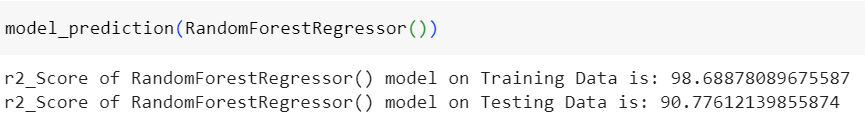 model_prediction(RandomForestRegressor())
r2_Score of RandomForestRegressor() model on Training Data is: 98.68878089675587
r2_Score of RandomForestRegressor() model on Testing Data is: 90.77612139855874